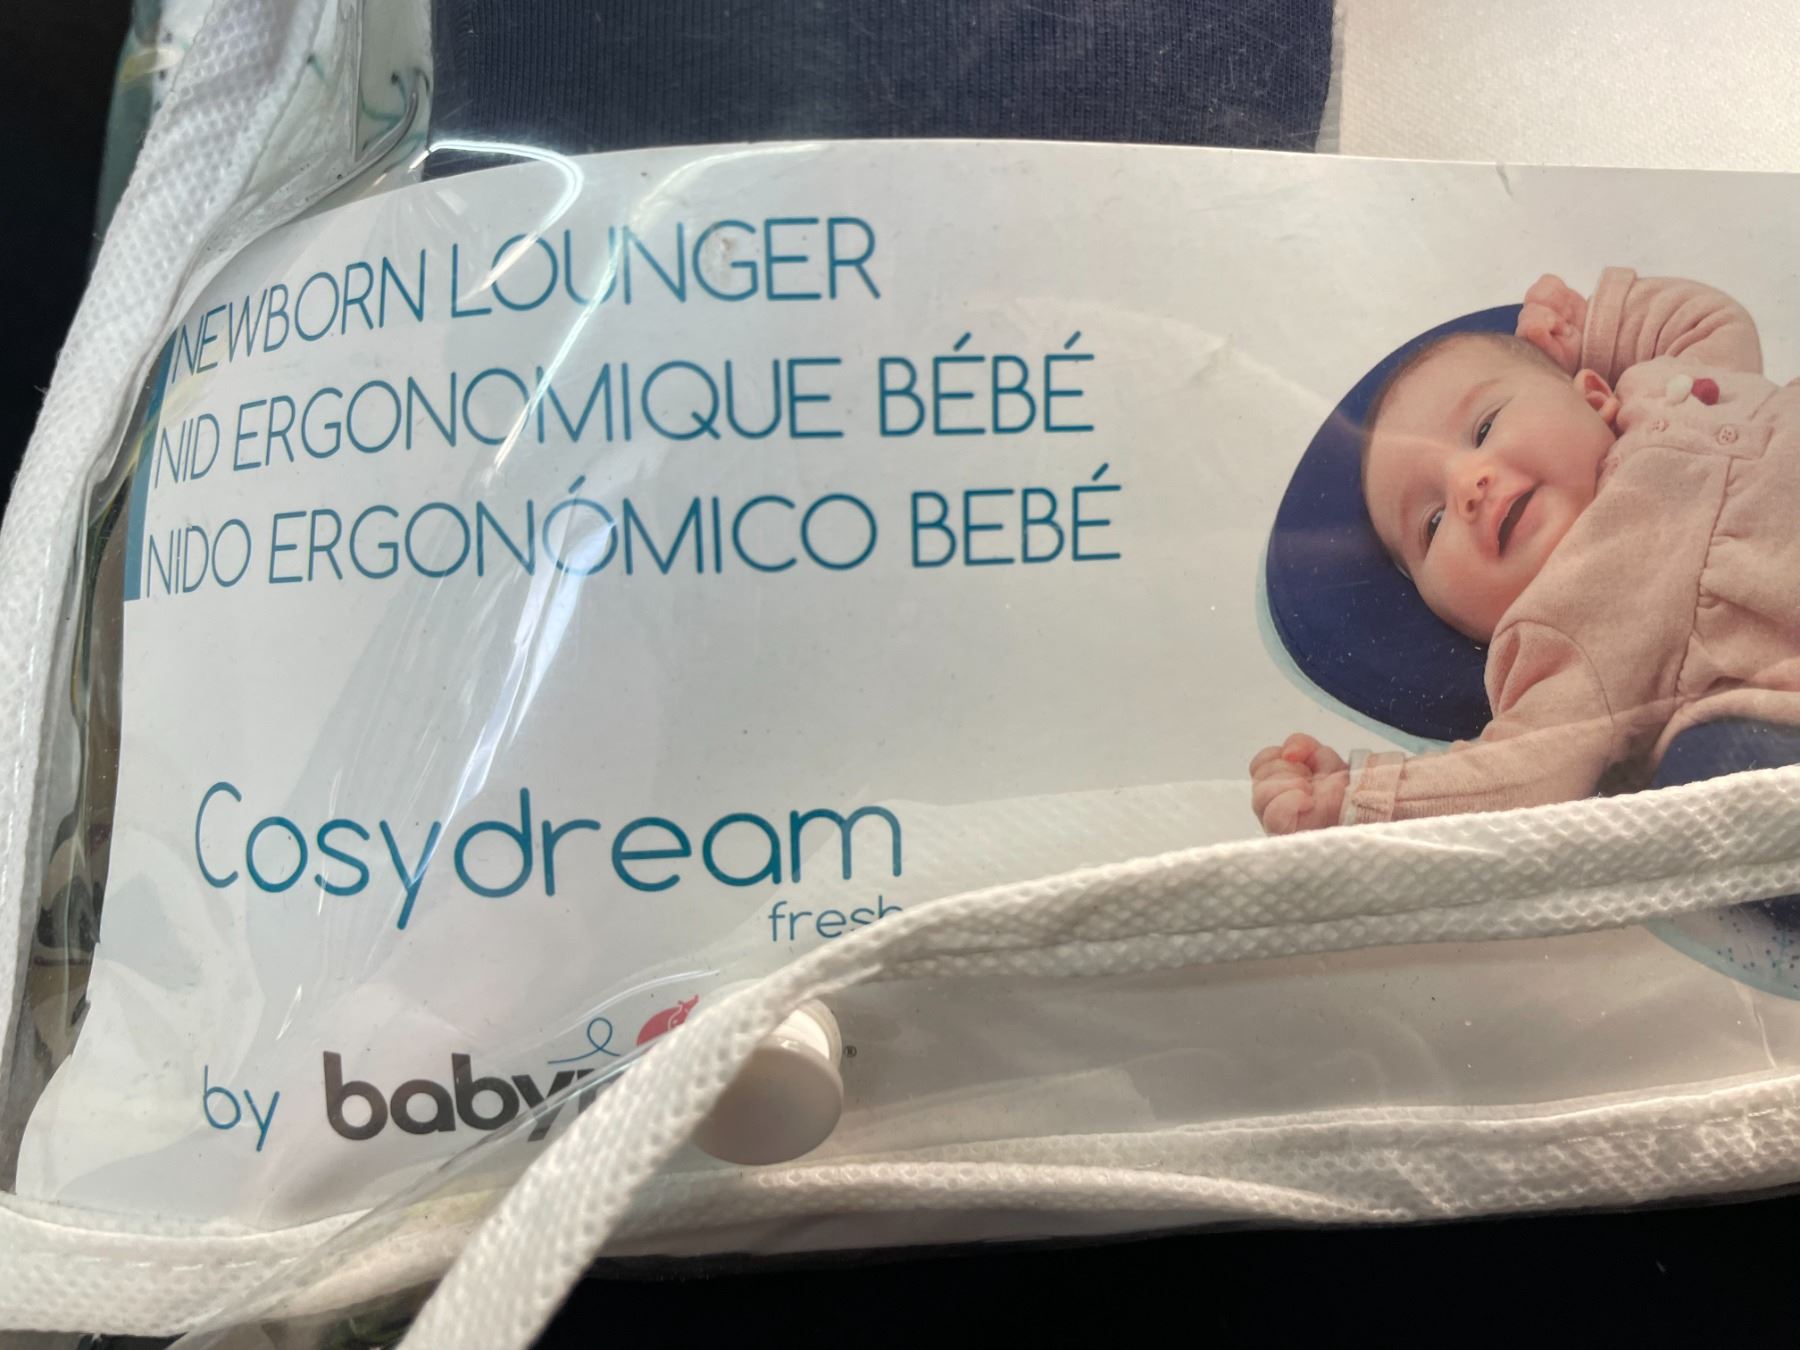 NEWBORN LOUNGER
NID ERGONOMIQUE BÉBÉ
NIDO ERGONÓMICO BEBÉ
Cosydream
by